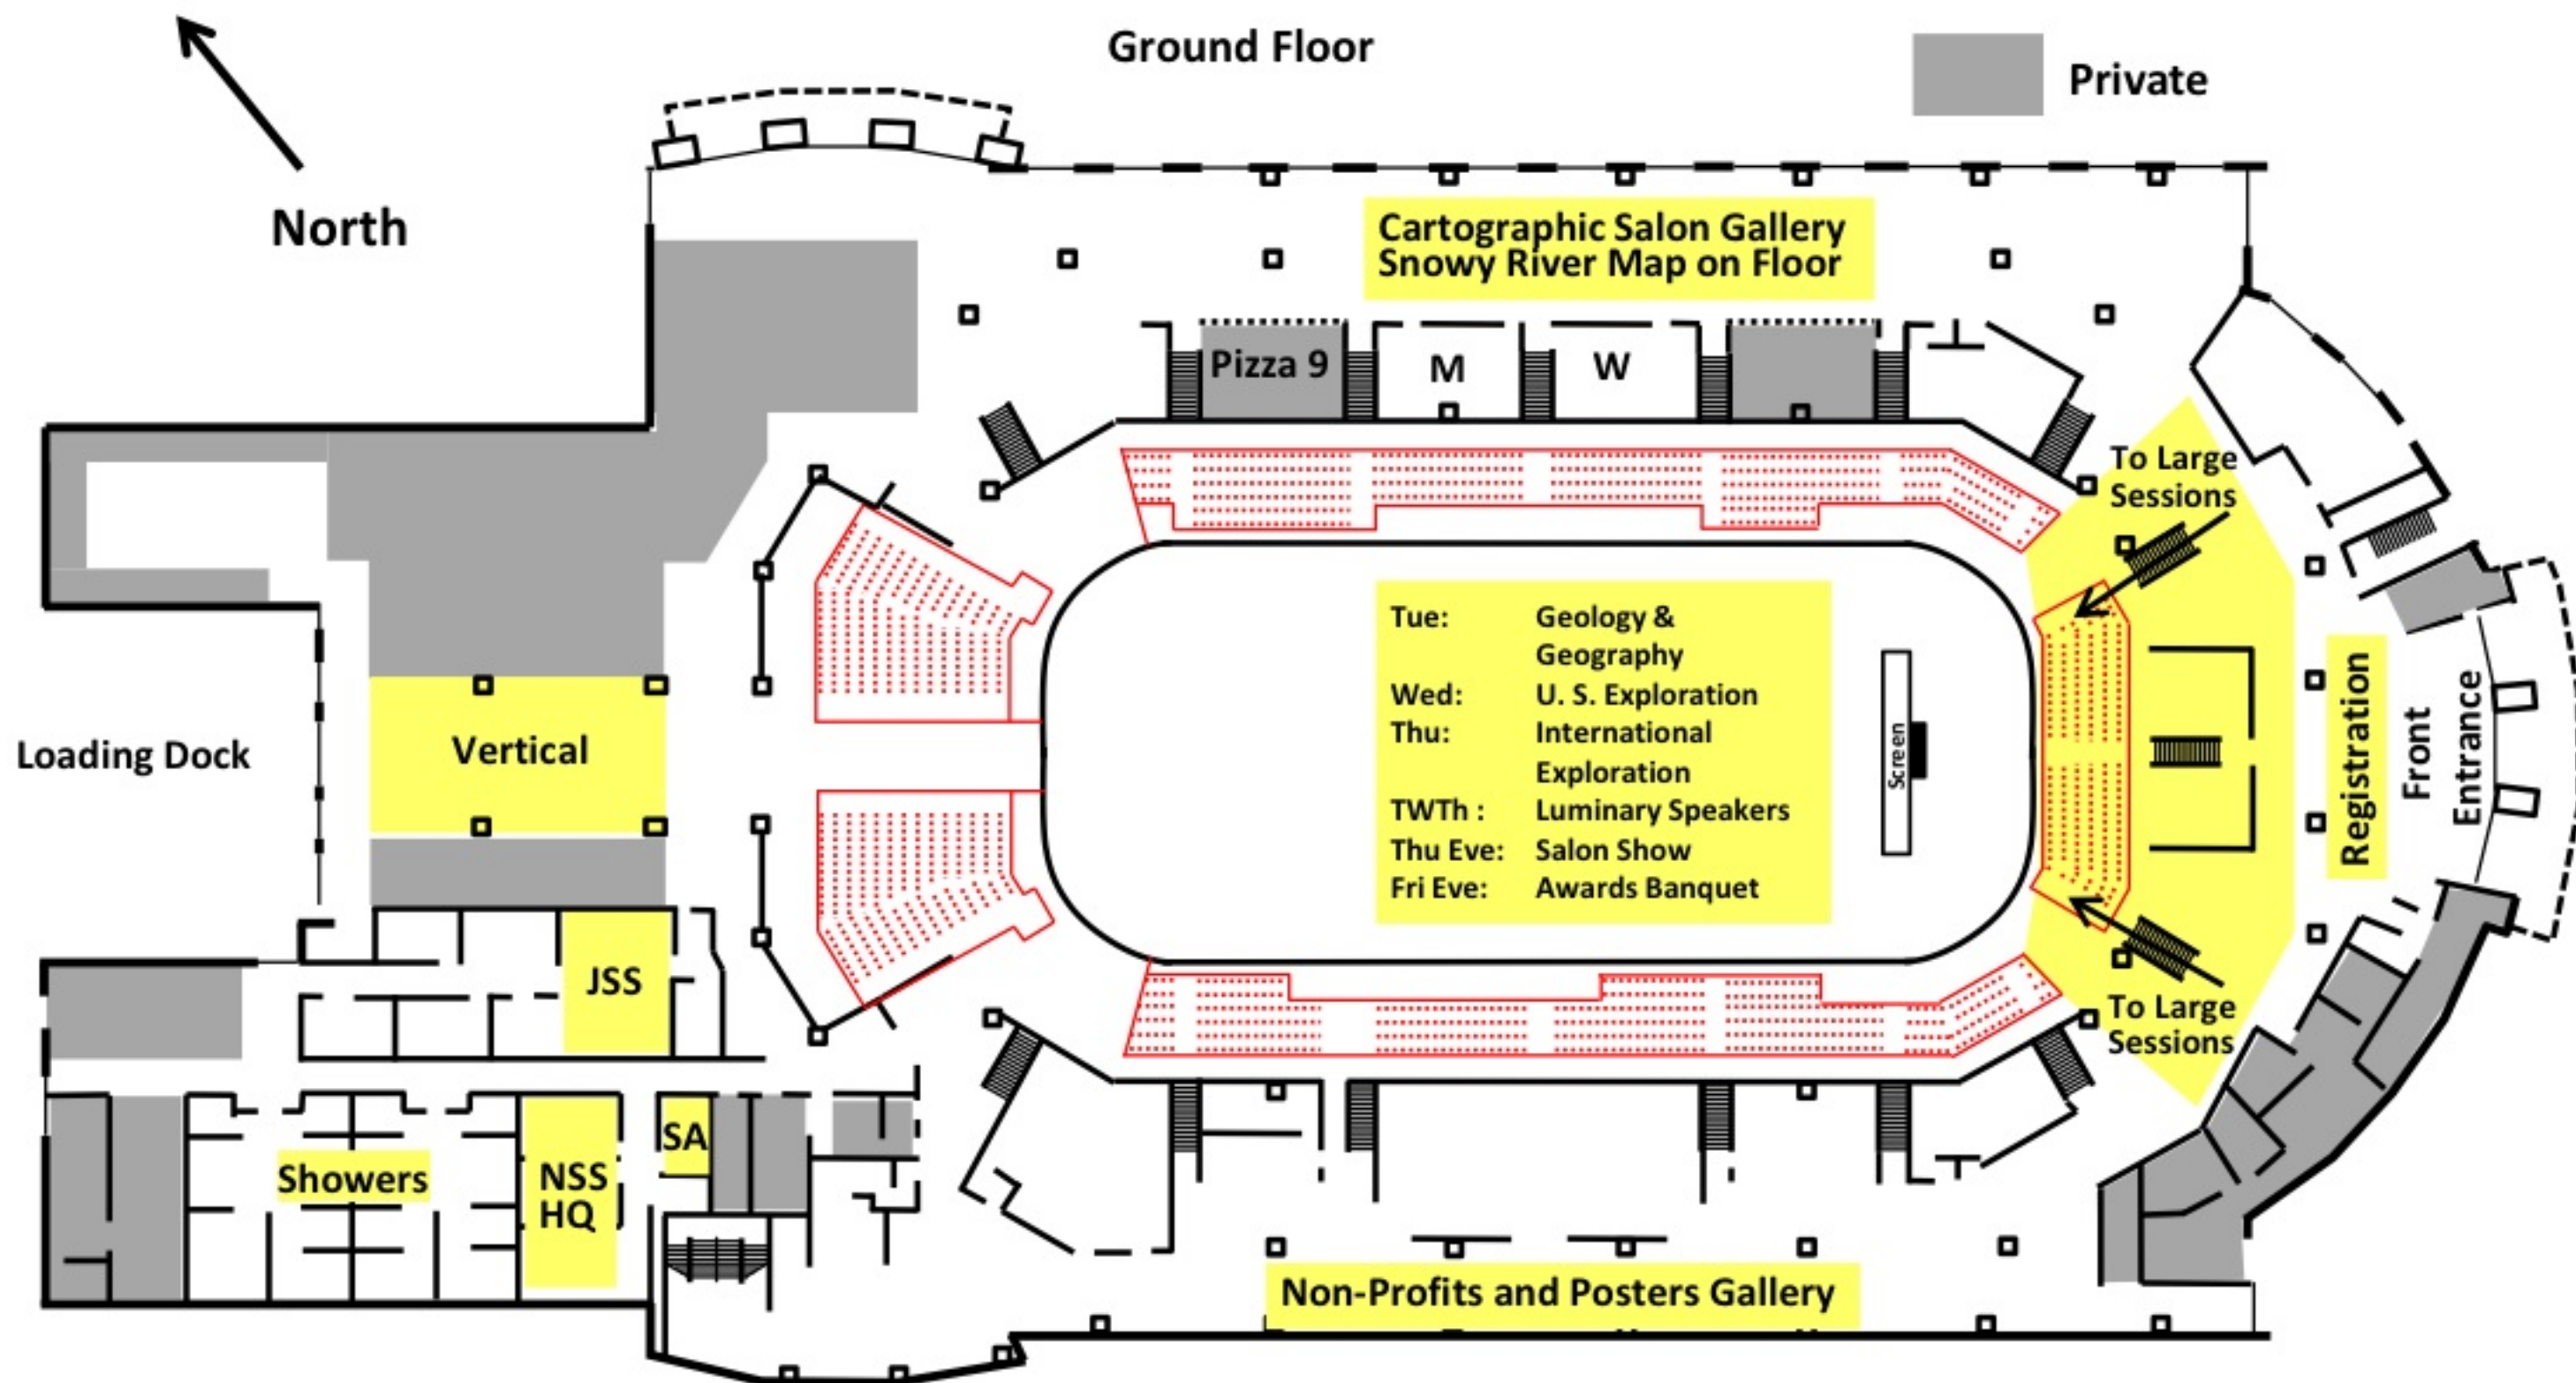 Ground Floor
Private
North
Cartographic Salon Gallery
Snowy River Map on Floor
Pizza 9
M
W
To Large
Sessions
Tue: Geology &
Geography
Wed: U. S. Exploration
Thu: International
Exploration
TWTh : Luminary Speakers
Thu Eve: Salon Show
Fri Eve: Awards Banquet
Screen
Registration
Front
Entrance
Loading Dock
Vertical
JSS
To Large
Sessions
SA
Showers
NSS
HQ
Non-Profits and Posters Gallery